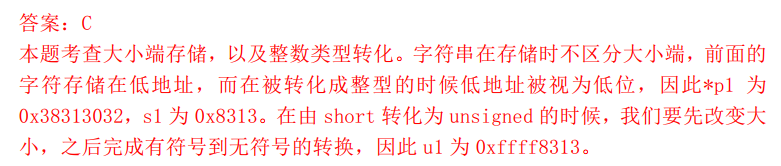 答案：C
本题考查大小端存储，以及整数类型转化。字符串在存储时不区分大小端，前面的
字符存储在低地址，而在被转化成整型的时候低地址被视为低位，因此*p1 为
0x38313032，s1 为 0x8313。在由 short 转化为 unsigned 的时候，我们要先改变大
小，之后完成有符号到无符号的转换，因此 u1 为 0xffff8313。